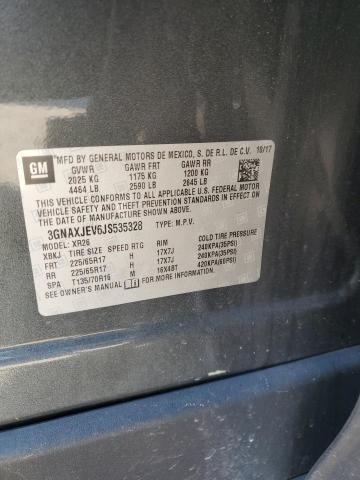 GM
MFD BY GENERAL MOTORS DE MEXICO, S. DE R.L. DE C.V. 10/17
GVWR GAWR FRT GAWR RR
2025 KG 1175 KG 1200 KG
4464 LB 2590 LB 2645 LB
THIS VEHICLE CONFORMS TO ALL APPLICABLE U.S. FEDERAL MOTOR
VEHICLE SAFETY AND THEFT PREVENTION STANDARDS IN EFFECT ON
THE DATE OF MANUFACTURE SHOWN ABOVE.
3GNAXJEV6JS535328 TYPE: M.P.V.
MODEL: XR26
XBKJ TIRE SIZE SPEED RTG RIM COLD TIRE PRESSURE
FRT 225/65R17 H 17X7J 240KPA(35PSI)
RR 225/65R17 H 17X7J 240KPA(35PSI)
SPA T135/70R16 M 16X4BT 420KPA(60PSI)
SEE OWNER'S MANUAL FOR ADDITIONAL INFORMATION.